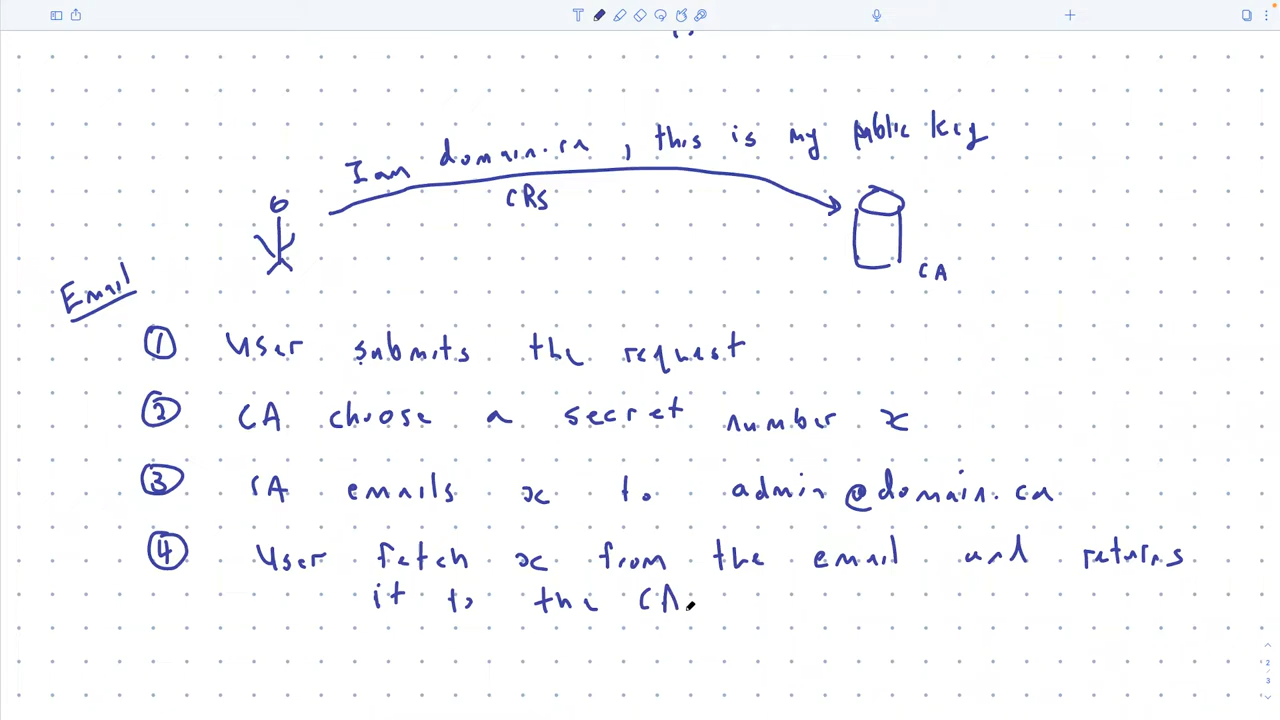 I am domain.ca, this is my public key
CRS
CA
Email
① User submits the request
② CA choose a secret number x
③ CA emails x to admin@domain.ca
④ User fetch x from the email and returns
it to the CA.
2
3